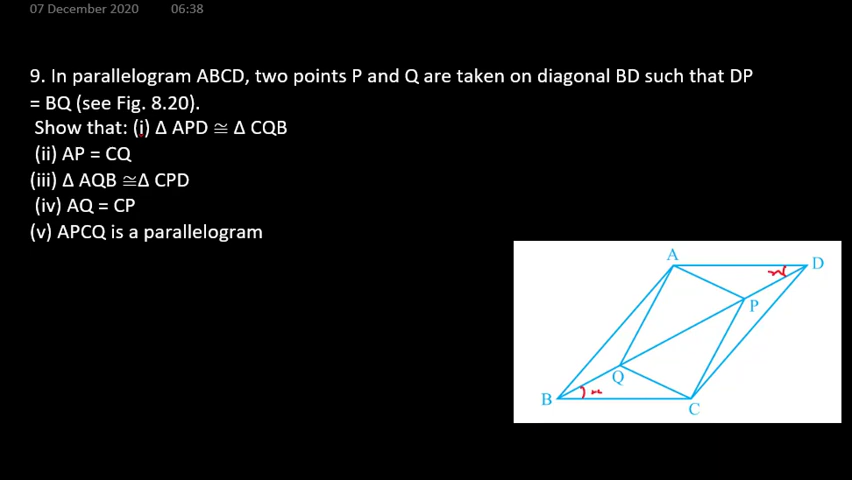 07 December 2020 06:38
9. In parallelogram ABCD, two points P and Q are taken on diagonal BD such that DP
= BQ (see Fig. 8.20).
Show that: (i) Δ APD ≅ Δ CQB
(ii) AP = CQ
(iii) Δ AQB ≅Δ CPD
(iv) AQ = CP
(v) APCQ is a parallelogram
A
D
P
Q
B
C